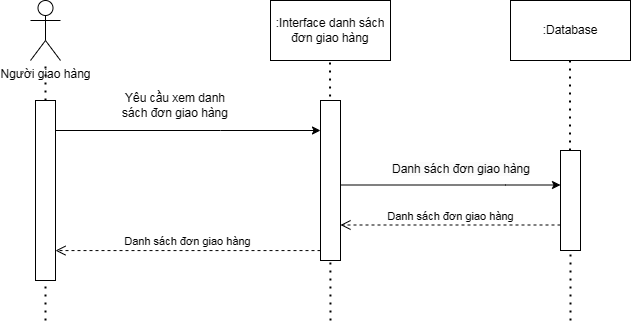 :Interface danh sách
đơn giao hàng
:Database
Người giao hàng
Yêu cầu xem danh
sách đơn giao hàng
Danh sách đơn giao hàng
Danh sách đơn giao hàng
Danh sách đơn giao hàng